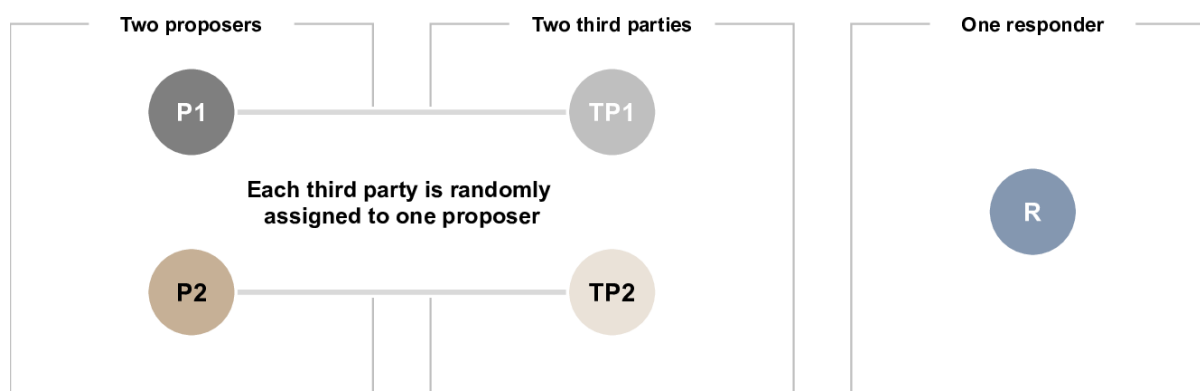 Two proposers
Two third parties
One responder
P1
TP1
Each third party is randomly
assigned to one proposer
R
P2
TP2